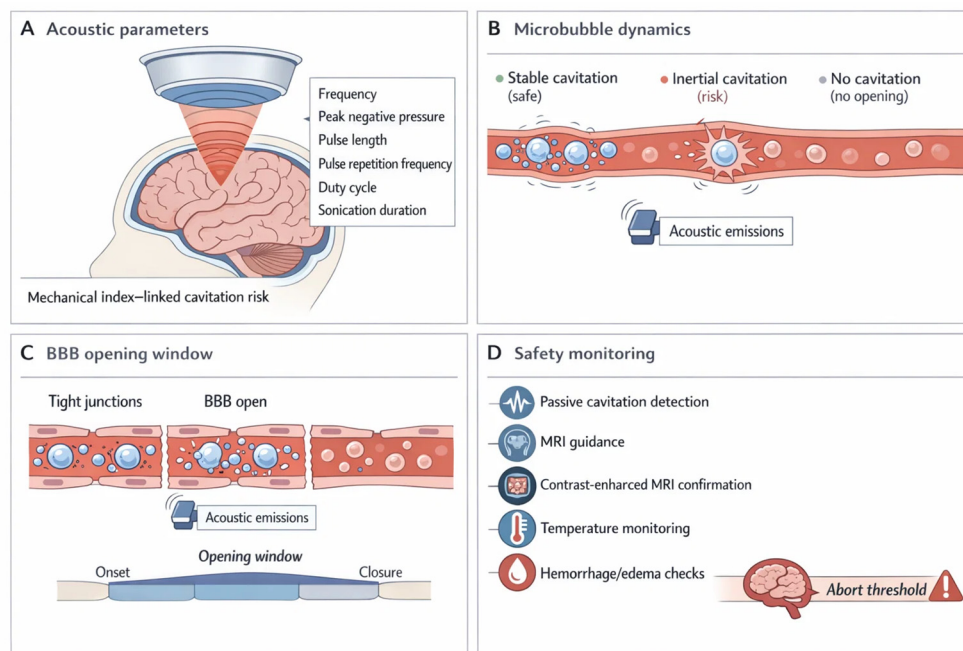 A Acoustic parameters
Frequency
Peak negative pressure
Pulse length
Pulse repetition frequency
Duty cycle
Sonication duration
Mechanical index–linked cavitation risk
B Microbubble dynamics
Stable cavitation
(safe)
Inertial cavitation
(risk)
No cavitation
(no opening)
Acoustic emissions
C BBB opening window
Tight junctions
BBB open
Acoustic emissions
Opening window
Onset
Closure
D Safety monitoring
Passive cavitation detection
MRI guidance
Contrast-enharced MRI confirmation
Temperature monitoring
Hemorrhage/edema checks
Abort threshold